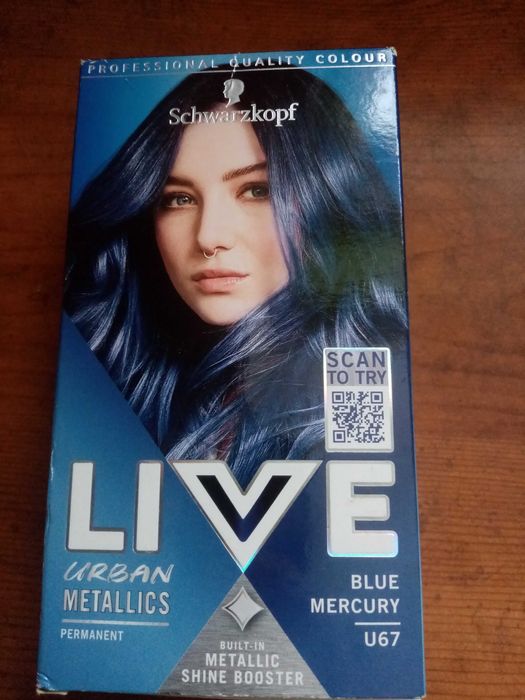 PROFESSIONAL QUALITY COLOUR
Schwarzkopf
SCAN
TO TRY
LIVE
URBAN
METALLICS
PERMANENT
BLUE
MERCURY
U67
BUILT-IN
METALLIC
SHINE BOOSTER